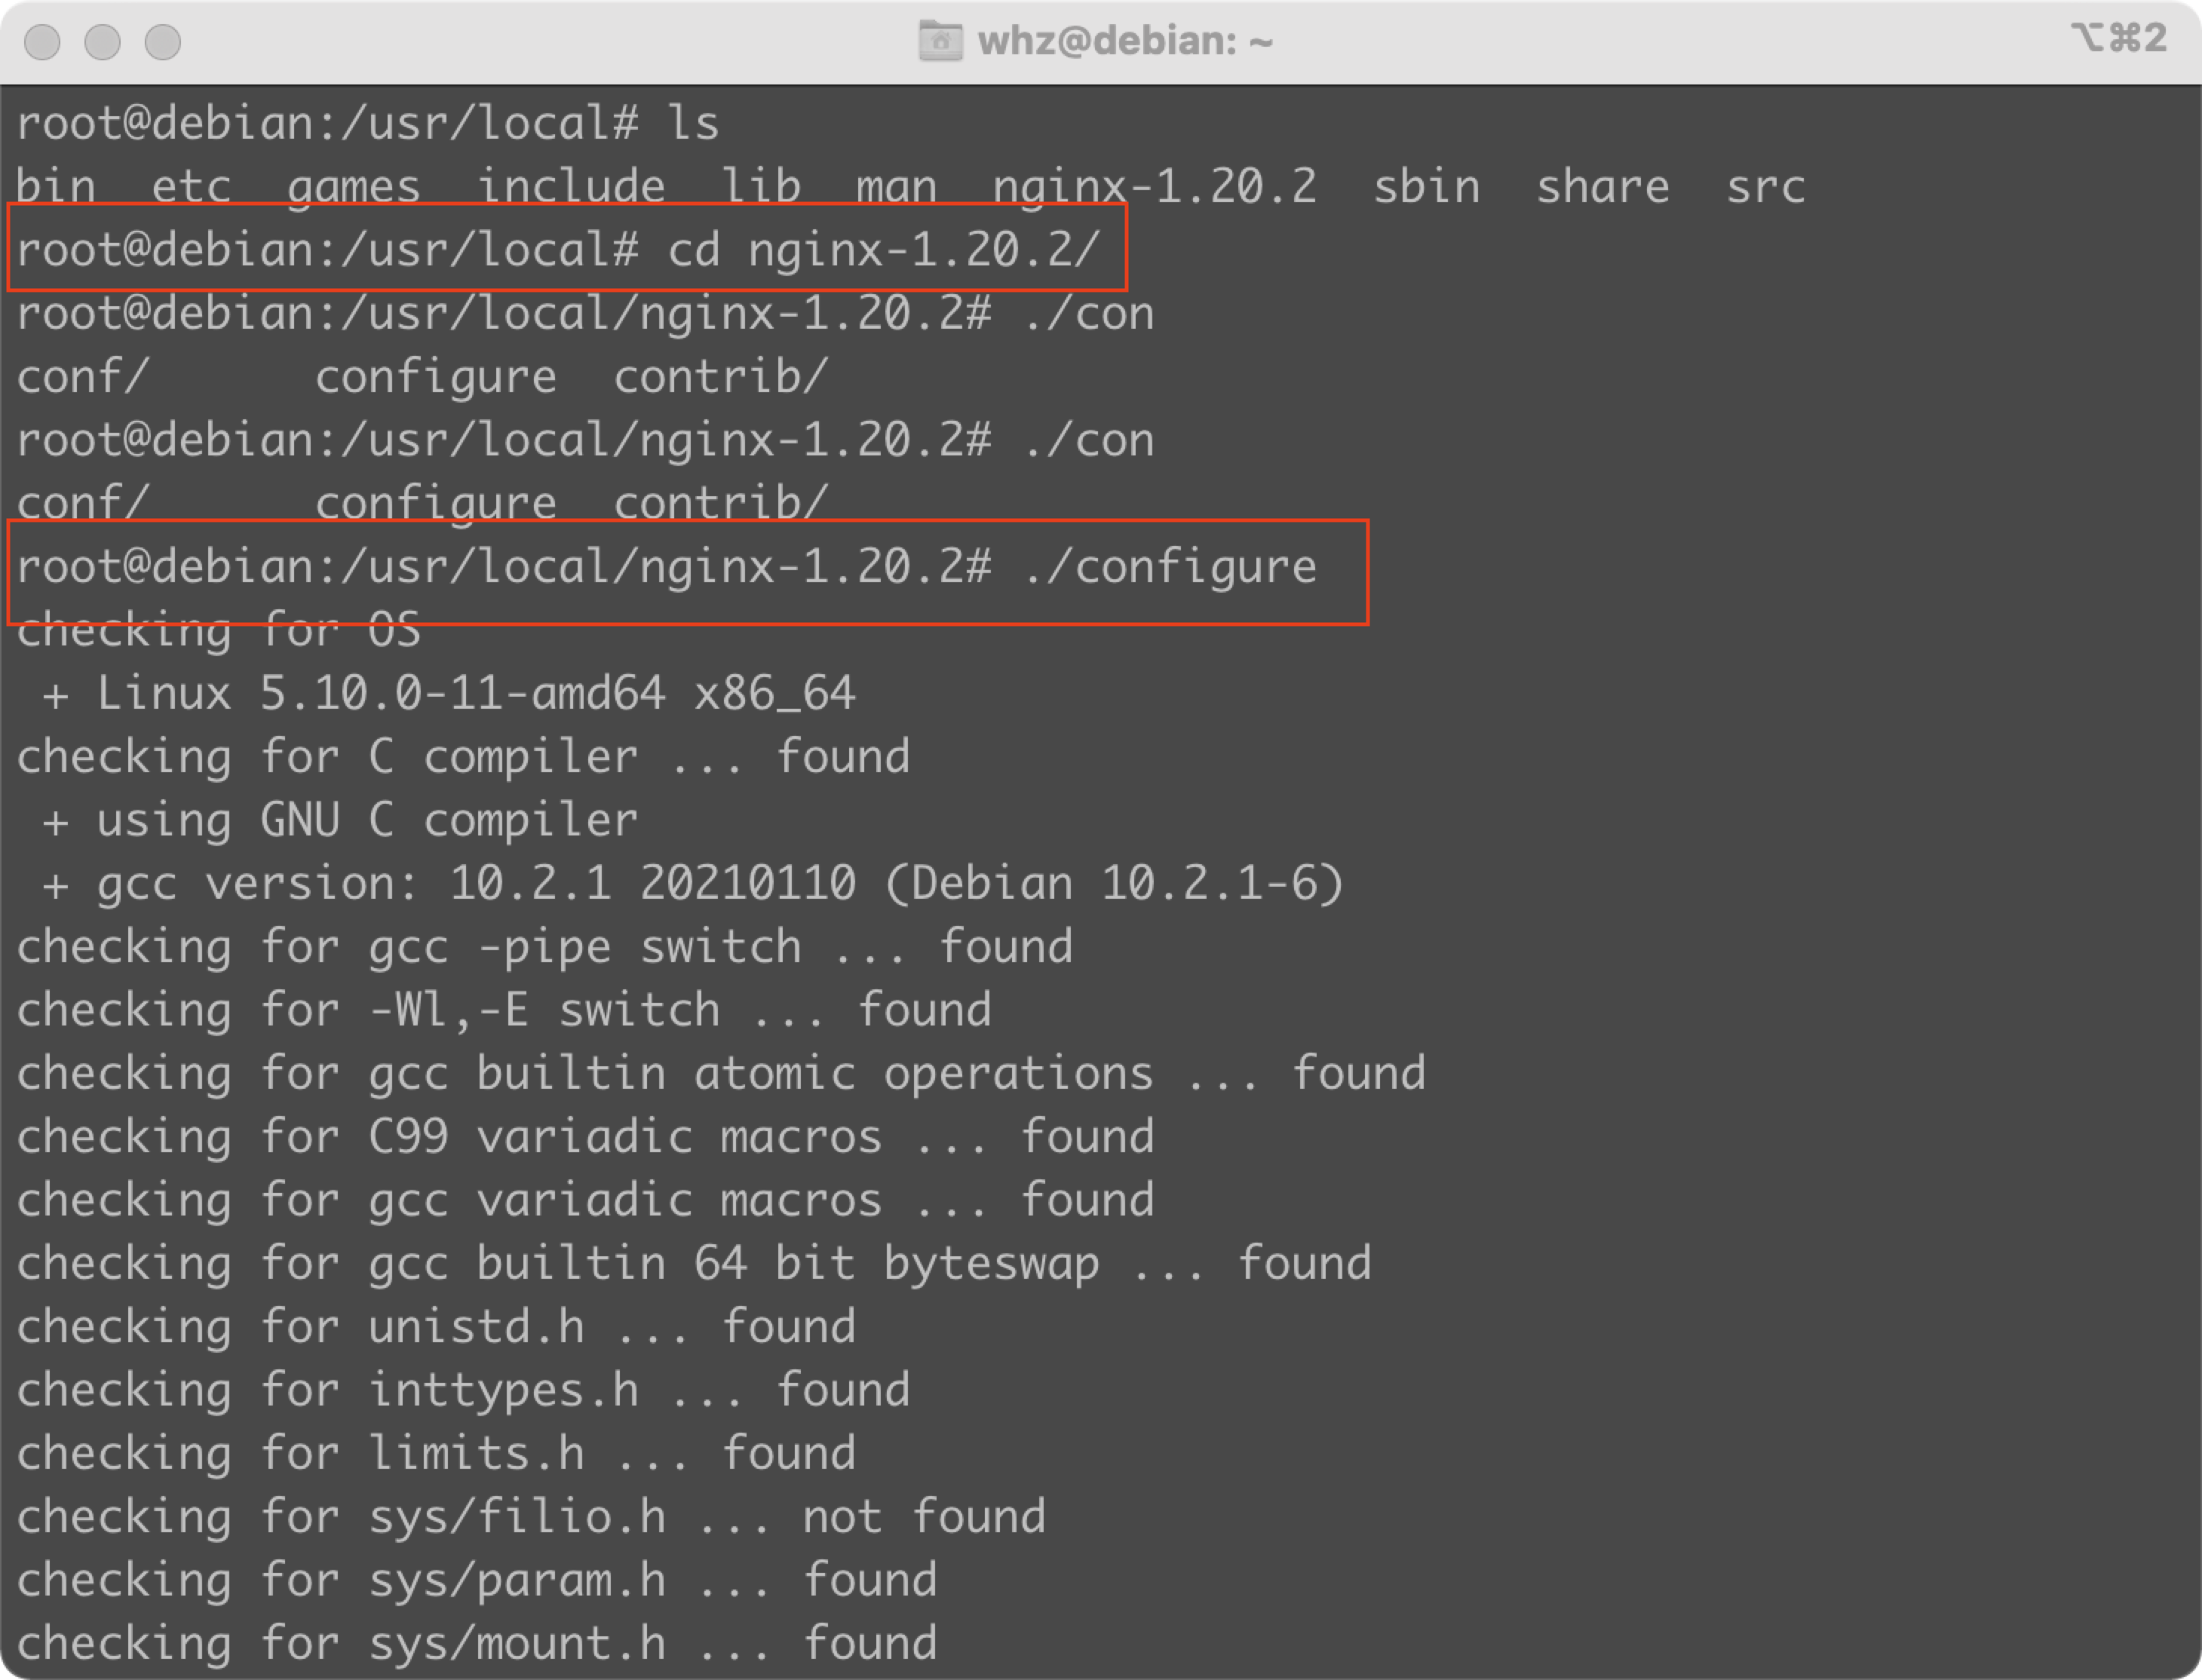 whz@debian: ~
⌥⌘2
root@debian:/usr/local# ls
bin  etc  games  include  lib  man  nginx-1.20.2  sbin  share  src
root@debian:/usr/local# cd nginx-1.20.2/
root@debian:/usr/local/nginx-1.20.2# ./con
conf/      configure  contrib/
root@debian:/usr/local/nginx-1.20.2# ./con
conf/      configure  contrib/
root@debian:/usr/local/nginx-1.20.2# ./configure
checking for OS
 + Linux 5.10.0-11-amd64 x86_64
checking for C compiler ... found
 + using GNU C compiler
 + gcc version: 10.2.1 20210110 (Debian 10.2.1-6)
checking for gcc -pipe switch ... found
checking for -Wl,-E switch ... found
checking for gcc builtin atomic operations ... found
checking for C99 variadic macros ... found
checking for gcc variadic macros ... found
checking for gcc builtin 64 bit byteswap ... found
checking for unistd.h ... found
checking for inttypes.h ... found
checking for limits.h ... found
checking for sys/filio.h ... not found
checking for sys/param.h ... found
checking for sys/mount.h ... found